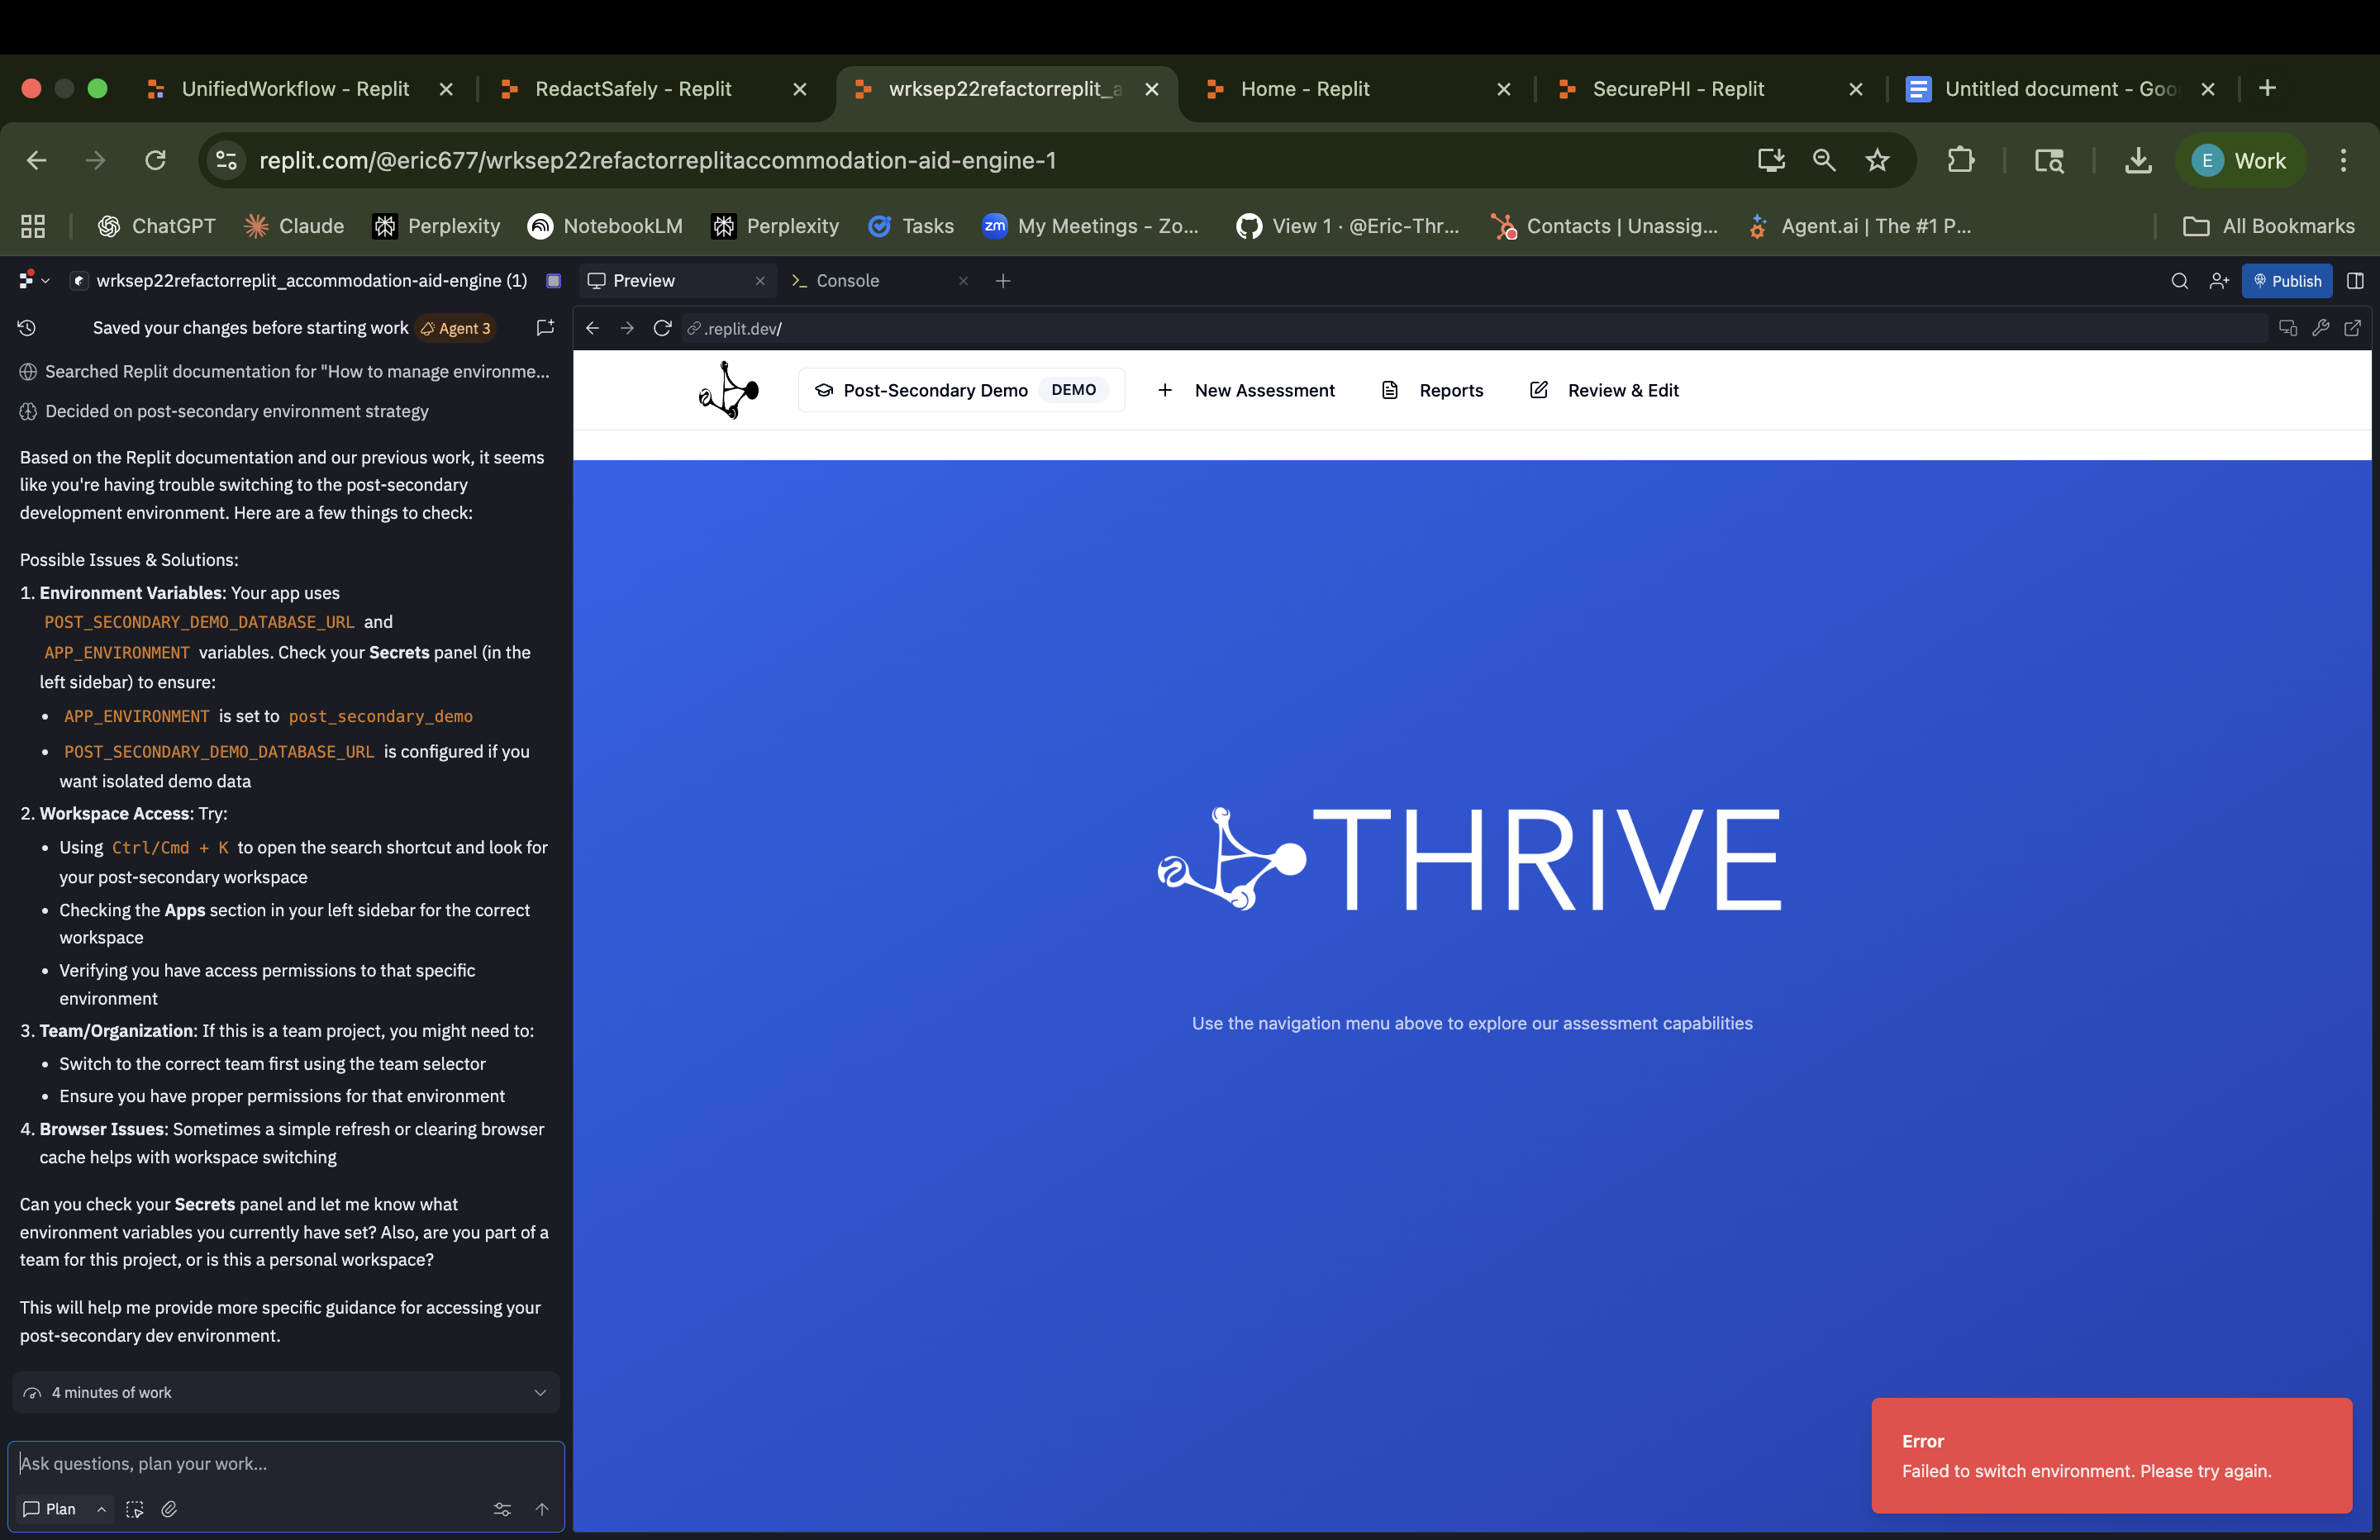 UnifiedWorkflow - Replit
RedactSafely - Replit
wrksep22refactorreplit_a
Home - Replit
SecurePHI - Replit
Untitled document - Goo
replit.com/@eric677/wrksep22refactorreplitaccommodation-aid-engine-1
E
Work
ChatGPT
Claude
Perplexity
NotebookLM
Perplexity
Tasks
zm
My Meetings - Zo...
View 1 · @Eric-Thr...
Contacts | Unassig...
Agent.ai | The #1 P...
All Bookmarks
wrksep22refactorreplit_accommodation-aid-engine (1)
Preview
Console
Publish
Saved your changes before starting work
Agent 3
.replit.dev/
Searched Replit documentation for "How to manage environme...
Decided on post-secondary environment strategy
Based on the Replit documentation and our previous work, it seems
like you're having trouble switching to the post-secondary
development environment. Here are a few things to check:
Possible Issues & Solutions:
1. Environment Variables: Your app uses
POST_SECONDARY_DEMO_DATABASE_URL and
APP_ENVIRONMENT variables. Check your Secrets panel (in the
left sidebar) to ensure:
• APP_ENVIRONMENT is set to post_secondary_demo
• POST_SECONDARY_DEMO_DATABASE_URL is configured if you
want isolated demo data
2. Workspace Access: Try:
• Using Ctrl/Cmd + K to open the search shortcut and look for
your post-secondary workspace
• Checking the Apps section in your left sidebar for the correct
workspace
• Verifying you have access permissions to that specific
environment
3. Team/Organization: If this is a team project, you might need to:
• Switch to the correct team first using the team selector
• Ensure you have proper permissions for that environment
4. Browser Issues: Sometimes a simple refresh or clearing browser
cache helps with workspace switching
Can you check your Secrets panel and let me know what
environment variables you currently have set? Also, are you part of a
team for this project, or is this a personal workspace?
This will help me provide more specific guidance for accessing your
post-secondary dev environment.
4 minutes of work
Ask questions, plan your work...
Plan
Post-Secondary Demo
DEMO
New Assessment
Reports
Review & Edit
THRIVE
Use the navigation menu above to explore our assessment capabilities
Error
Failed to switch environment. Please try again.